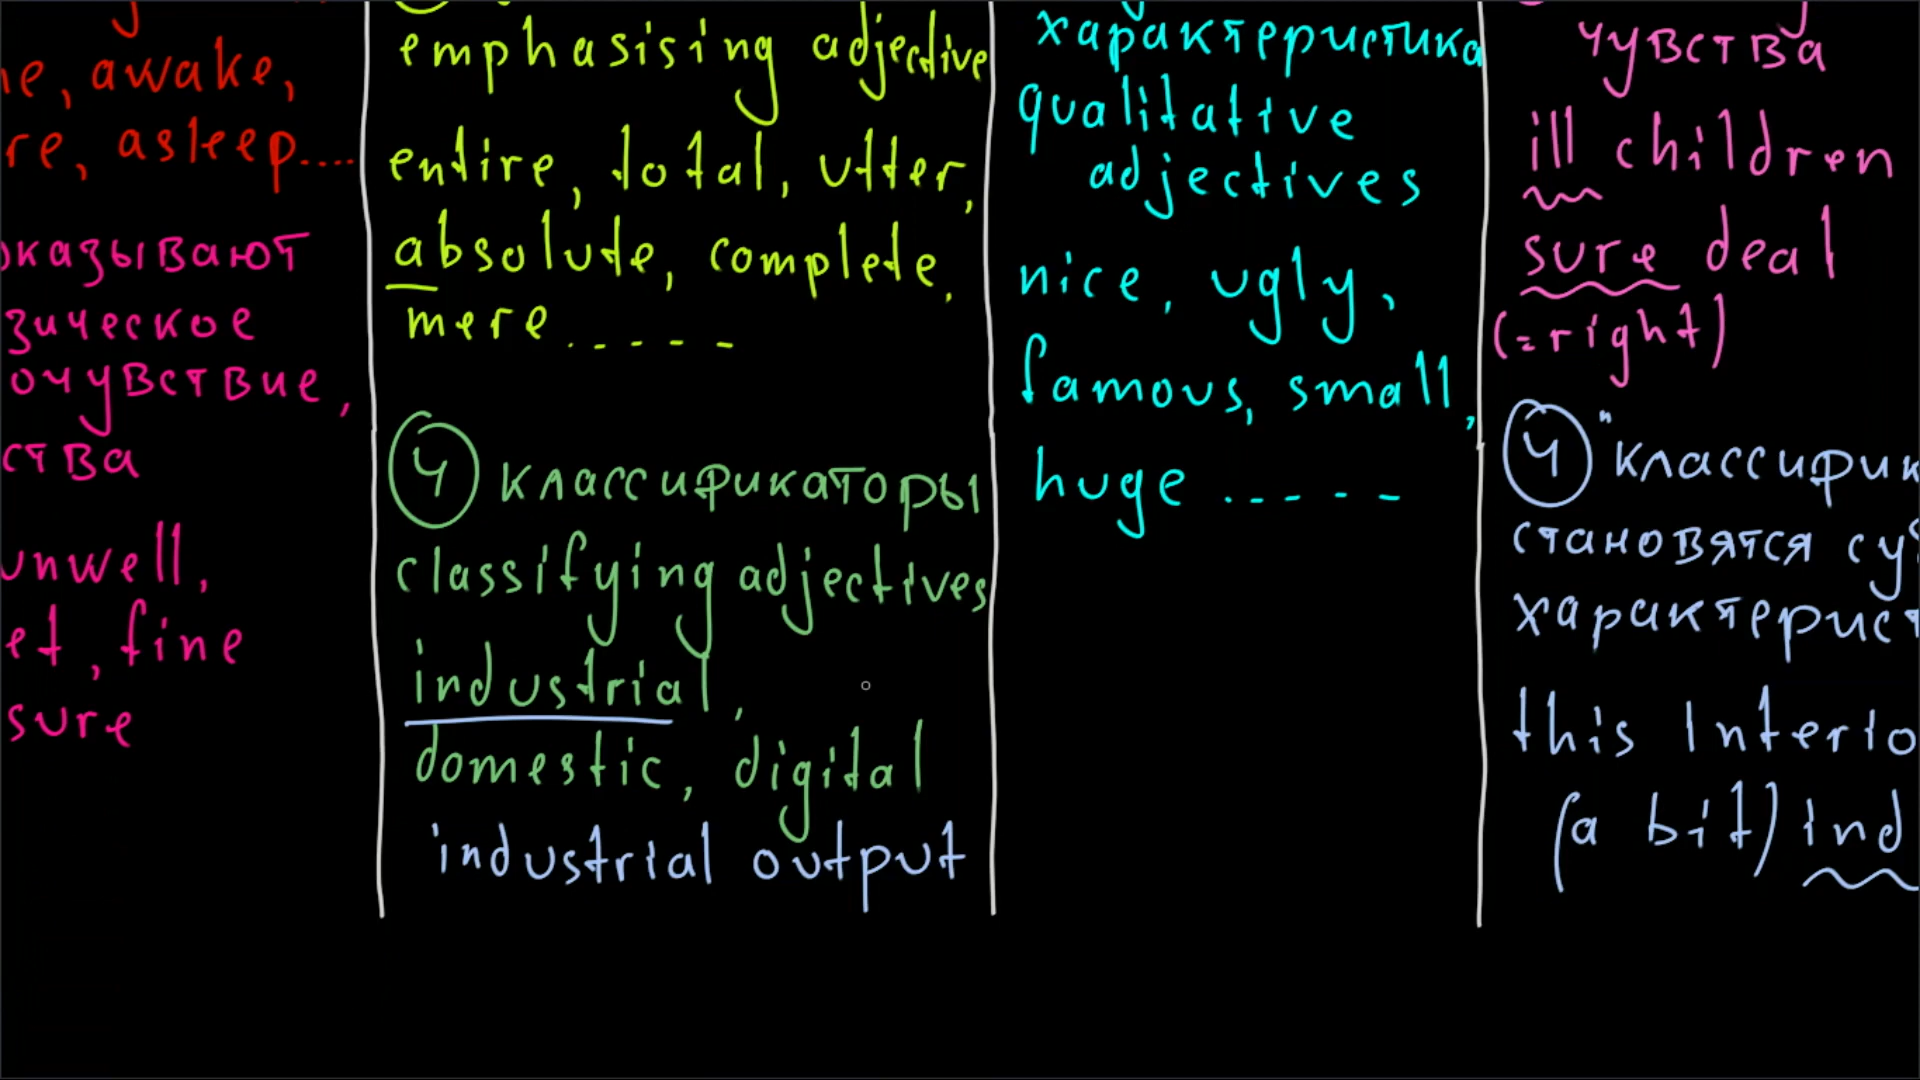 awake,
re, asleep....
оказывают
зическое
очувствие,
ства
unwell,
et, fine
sure
emphasising adjective
entire, total, utter,
absolute, complete,
mere.....
4 классификаторы
classifying adjectives
industrial,
domestic, digital
industrial output
характеристика
qualitative
adjectives
nice, ugly,
famous, small,
huge .....
чувства
ill children
sure deal
(=right)
4 "классифик
становятся су
характерист
this interio
(a bit) ind